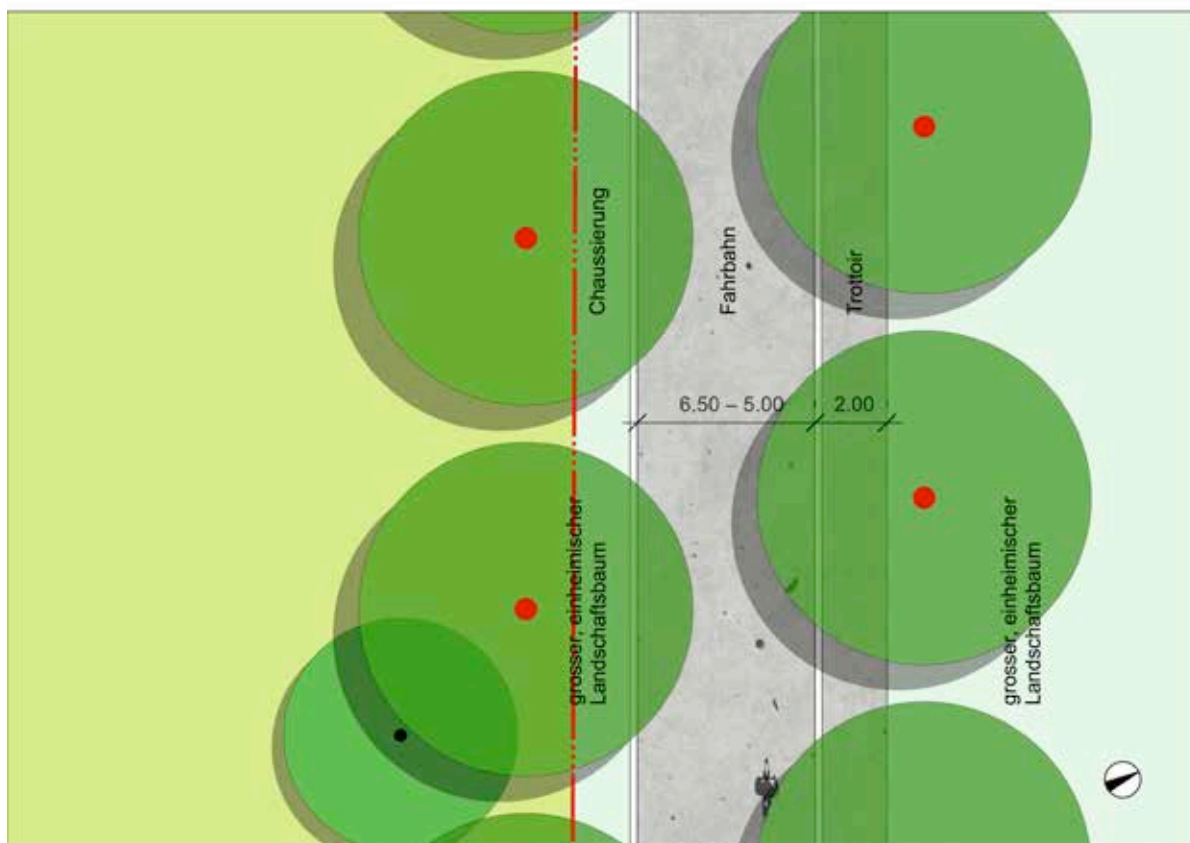 Chaussierung
Fahrbahn
Trottoir
6.50 – 5.00
2.00
grosser, einheimischer
Landschaftsbaum
grosser, einheimischer
Landschaftsbaum